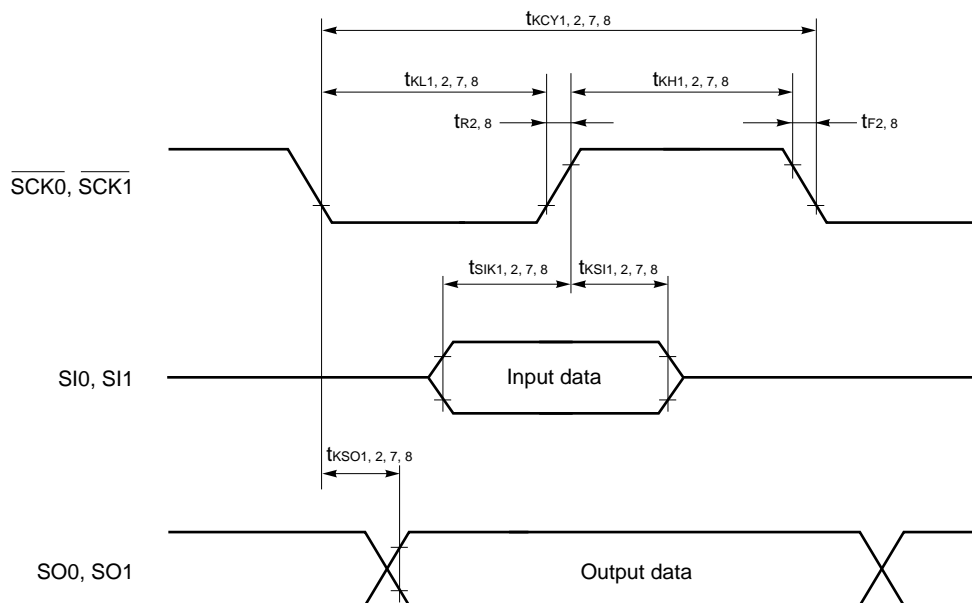 tKCY1, 2, 7, 8
tKL1, 2, 7, 8
tKH1, 2, 7, 8
tR2, 8
tF2, 8
SCK0, SCK1
tSIK1, 2, 7, 8
tKSI1, 2, 7, 8
SI0, SI1
Input data
tKSO1, 2, 7, 8
SO0, SO1
Output data